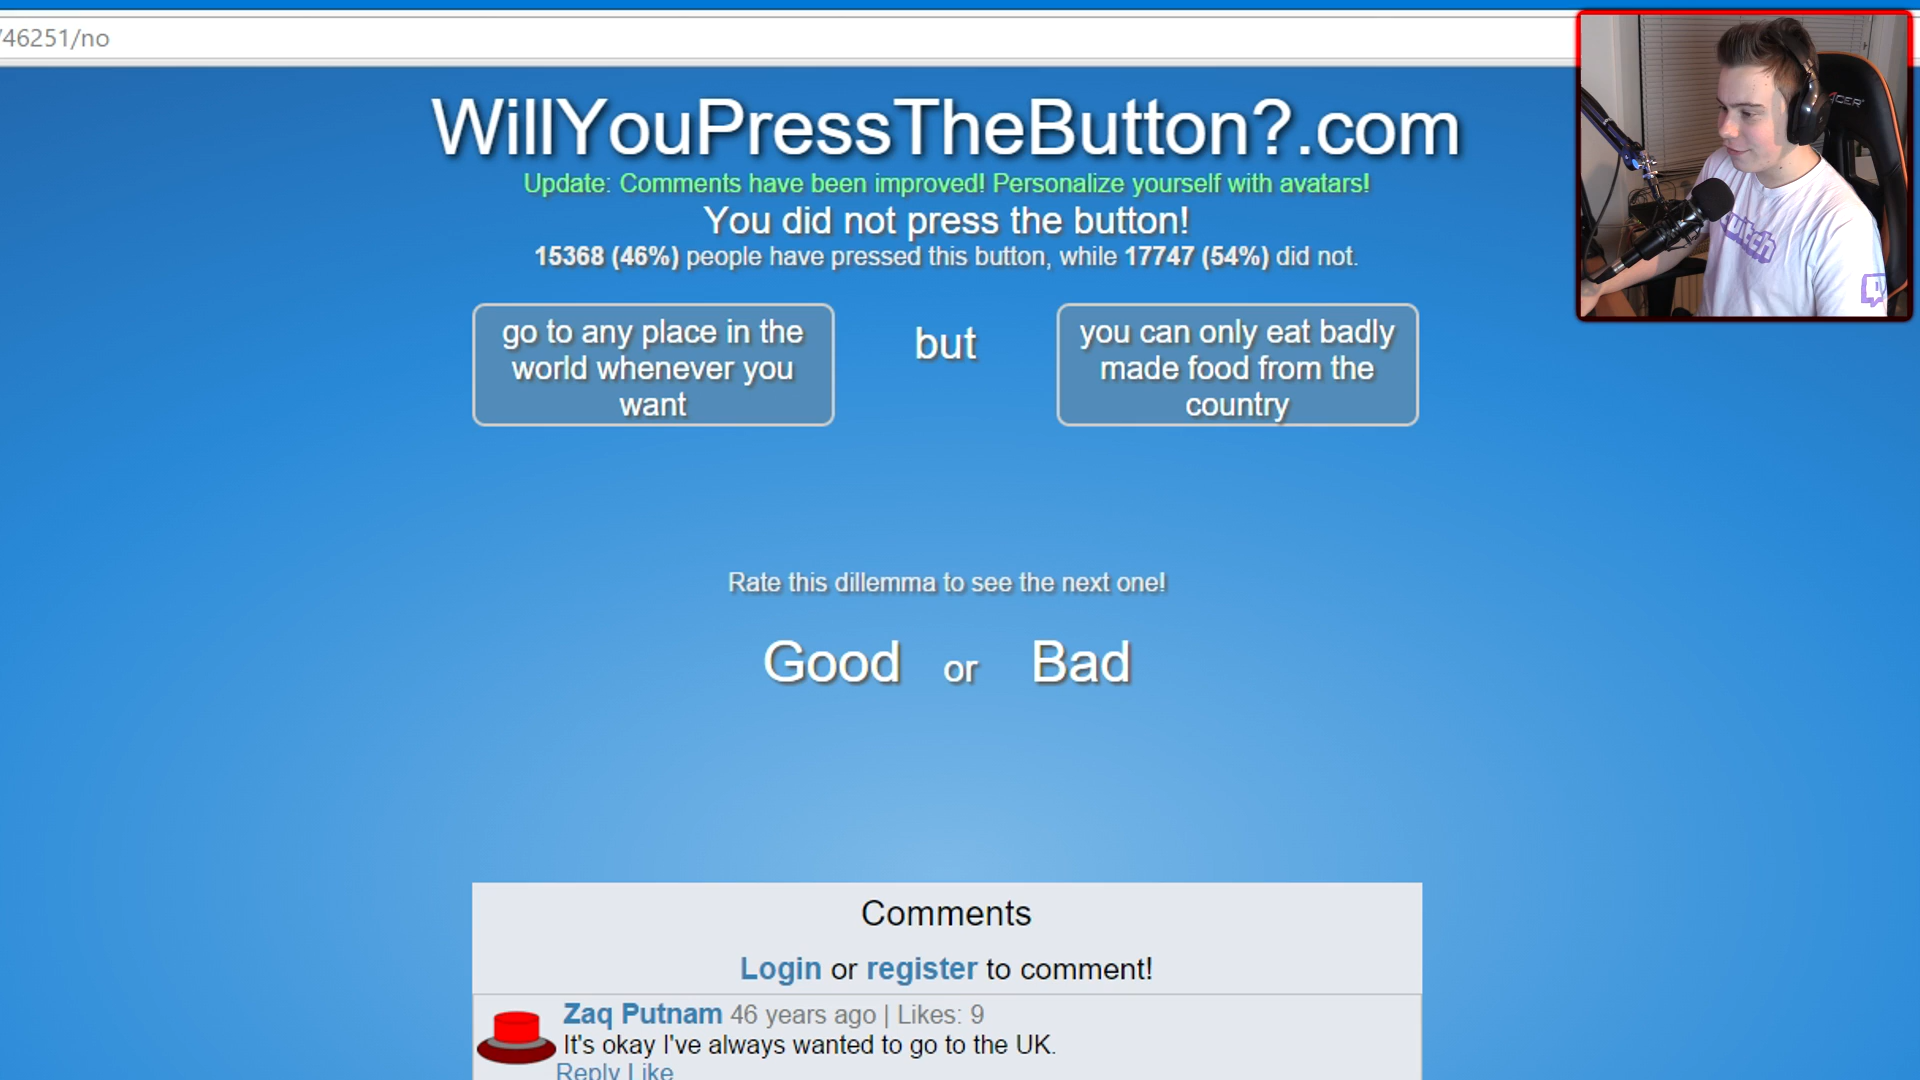 /46251/no
WillYouPressTheButton?.com
Update: Comments have been improved! Personalize yourself with avatars!
You did not press the button!
15368 (46%) people have pressed this button, while 17747 (54%) did not.
go to any place in the
world whenever you
want
but
you can only eat badly
made food from the
country
Rate this dillemma to see the next one!
Good or Bad
Comments
Login or register to comment!
Zaq Putnam 46 years ago | Likes: 9
It's okay I've always wanted to go to the UK.
Reply Like